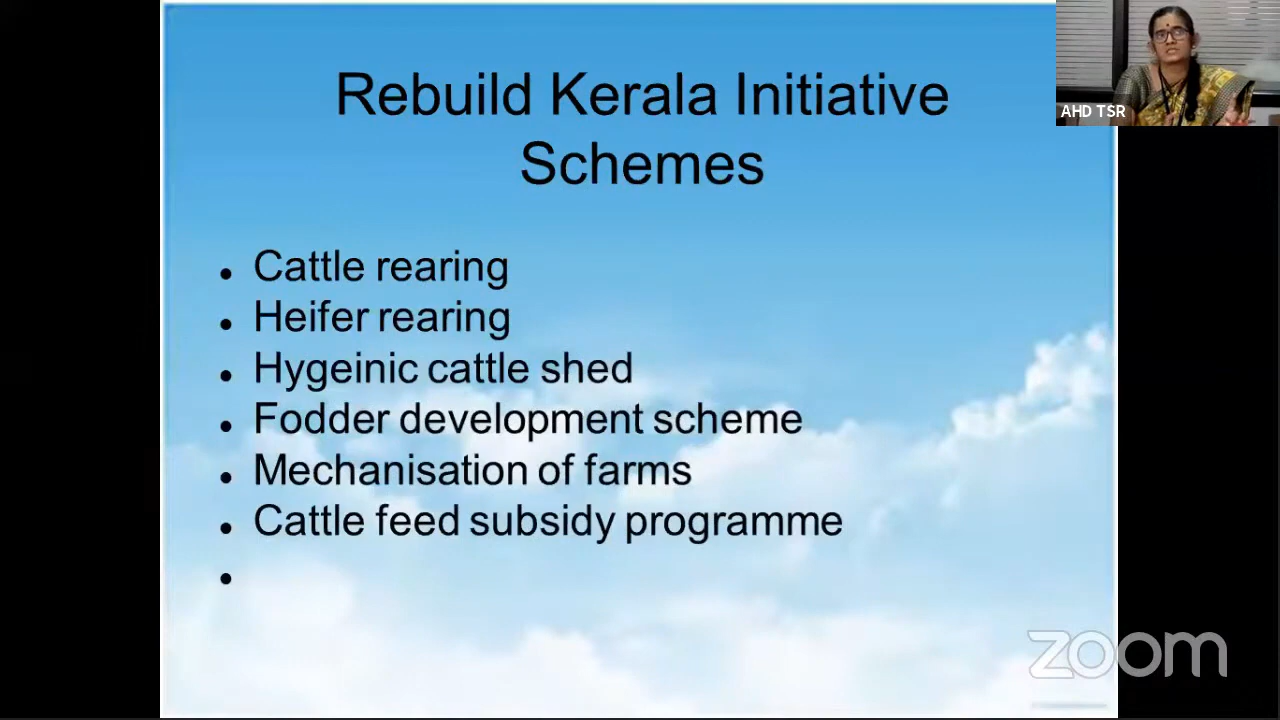 Rebuild Kerala Initiative
Schemes
AHD TSR
• Cattle rearing
• Heifer rearing
• Hygeinic cattle shed
• Fodder development scheme
• Mechanisation of farms
• Cattle feed subsidy programme
•
zoom